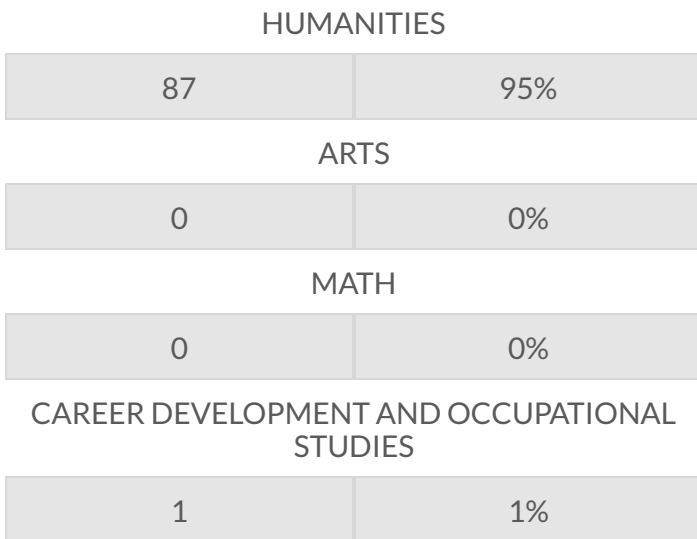 HUMANITIES
87 95%
ARTS
0 0%
MATH
0 0%
CAREER DEVELOPMENT AND OCCUPATIONAL
STUDIES
1 1%